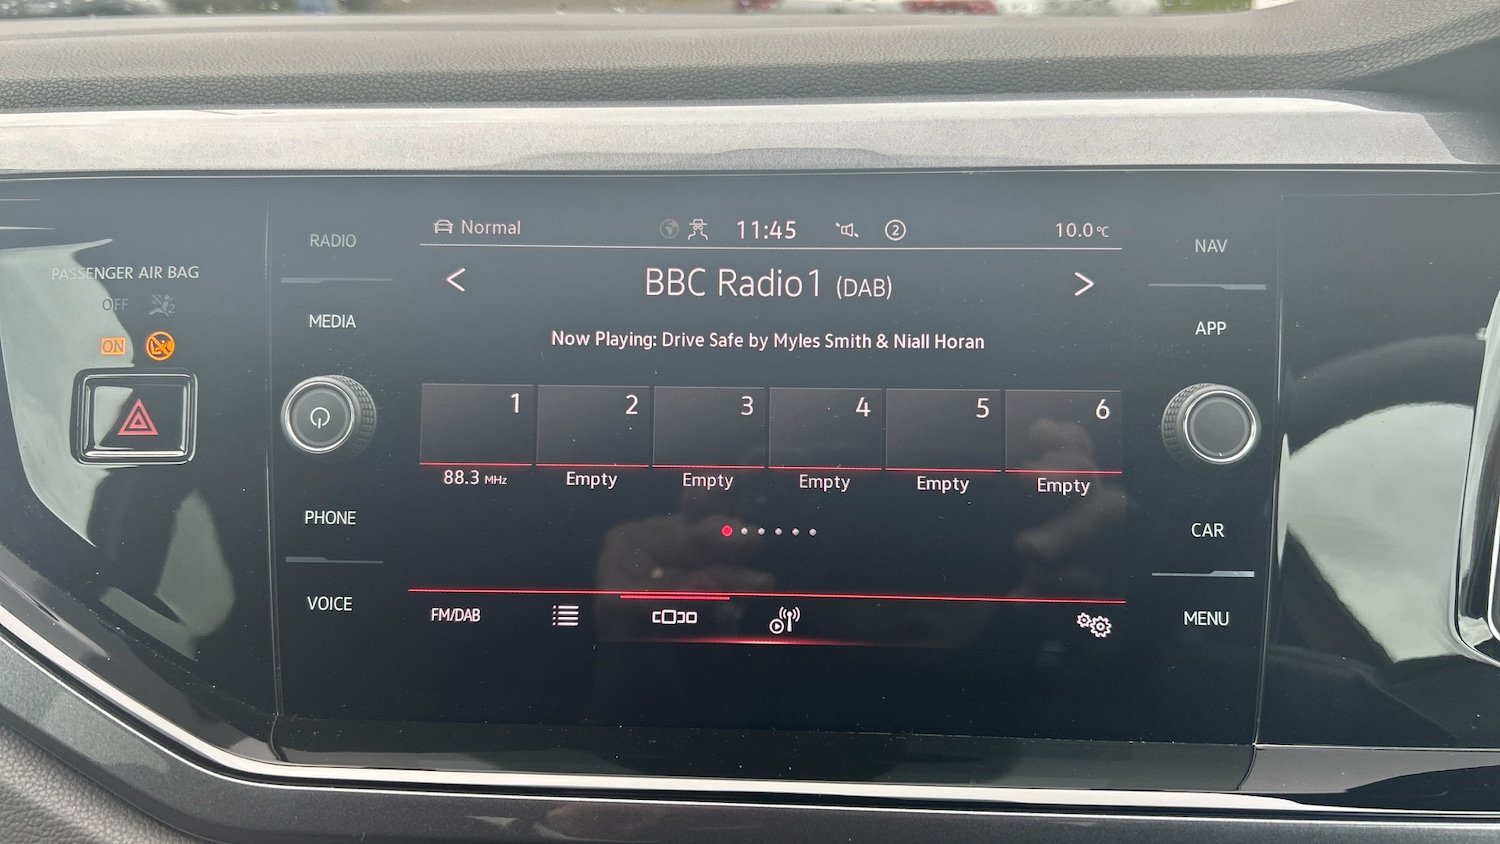 Normal
11:45
2
10.0 °C
RADIO
NAV
BBC Radio1 (DAB)
PASSENGER AIR BAG
OFF
2
MEDIA
APP
Now Playing: Drive Safe by Myles Smith & Niall Horan
ON
1
2
3
4
5
6
88.3 MHz
Empty
Empty
Empty
Empty
Empty
PHONE
CAR
VOICE
FM/DAB
MENU